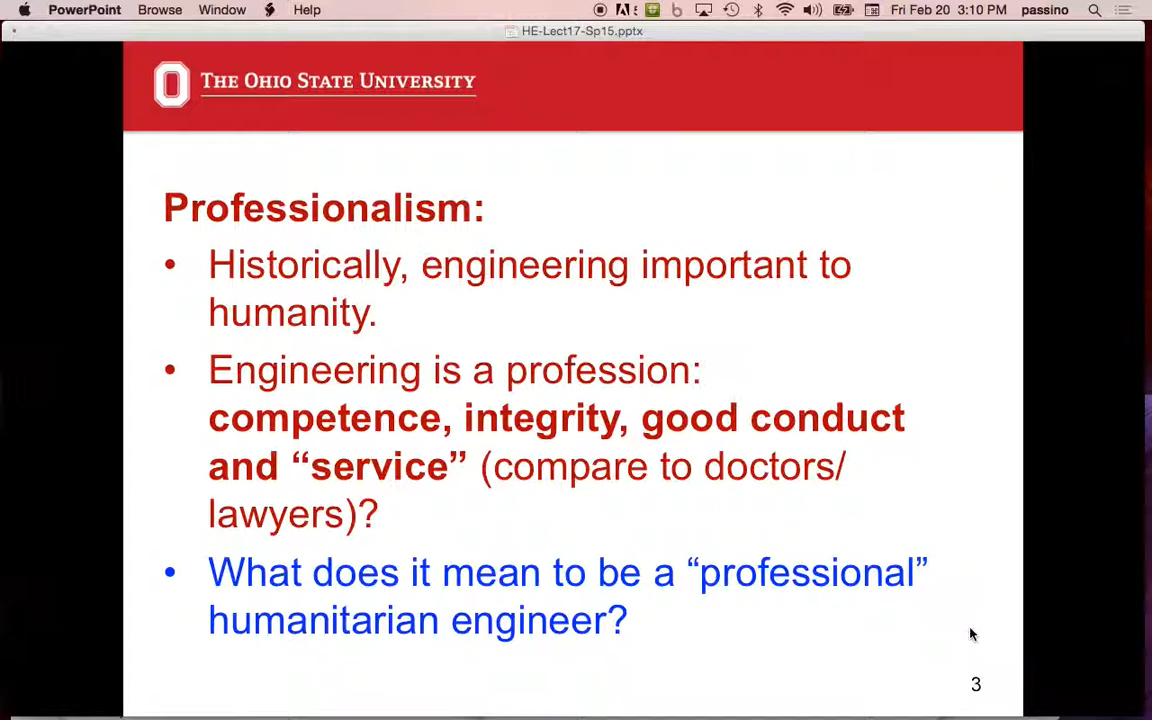 PowerPoint Browse Window Help Fri Feb 20 3:10 PM passino
HE-Lect17-Sp15.pptx
THE OHIO STATE UNIVERSITY
Professionalism:
• Historically, engineering important to
humanity.
• Engineering is a profession:
competence, integrity, good conduct
and “service” (compare to doctors/
lawyers)?
• What does it mean to be a “professional”
humanitarian engineer?
3